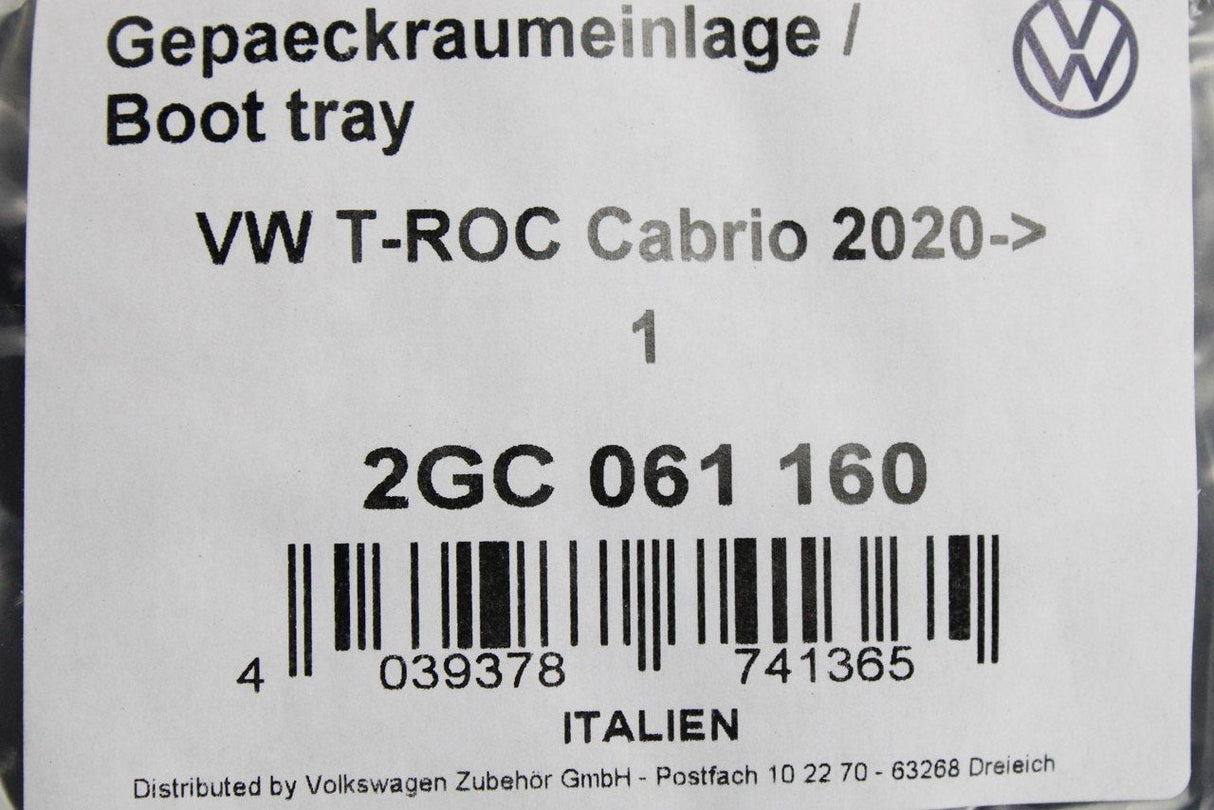 Gepaeckraumeinlage /
Boot tray
VW T-ROC Cabrio 2020->
1
2GC 061 160
4 039378 741365
ITALIEN
Distributed by Volkswagen Zubehör GmbH - Postfach 10 22 70 - 63268 Dreieich